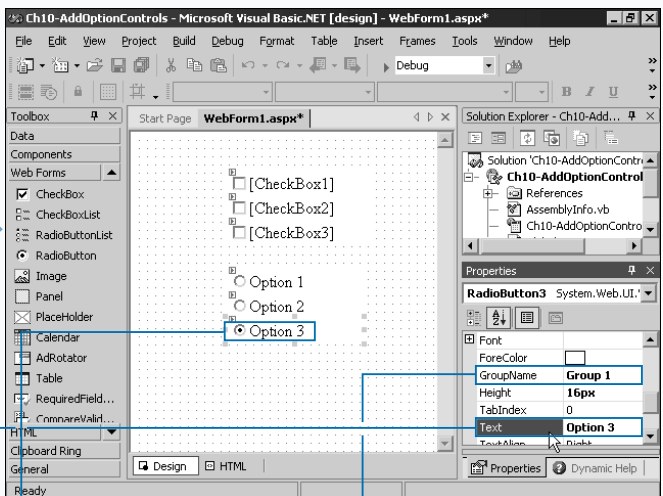 Ch10-AddOptionControls - Microsoft Visual Basic.NET [design] - WebForm1.aspx*
File Edit View Project Build Debug Format Table Insert Frames Tools Window Help
Debug
B I U
Toolbox
Start Page WebForm1.aspx*
Solution Explorer - Ch10-Add...
Data
Components
Web Forms
CheckBox
CheckBoxList
RadioButtonList
RadioButton
Image
Panel
PlaceHolder
Calendar
AdRotator
Table
RequiredField...
CompareValid...
HTML
Clipboard Ring
General
[CheckBox1]
[CheckBox2]
[CheckBox3]
Option 1
Option 2
Option 3
Design HTML
Solution 'Ch10-AddOptionContr
Ch10-AddOptionControl
References
AssemblyInfo.vb
Ch10-AddOptionContro
Properties
RadioButton3 System.Web.UI.'
Font
ForeColor
GroupName Group 1
Height 16px
TabIndex 0
Text Option 3
TextAlign Right
Properties Dynamic Help
Ready